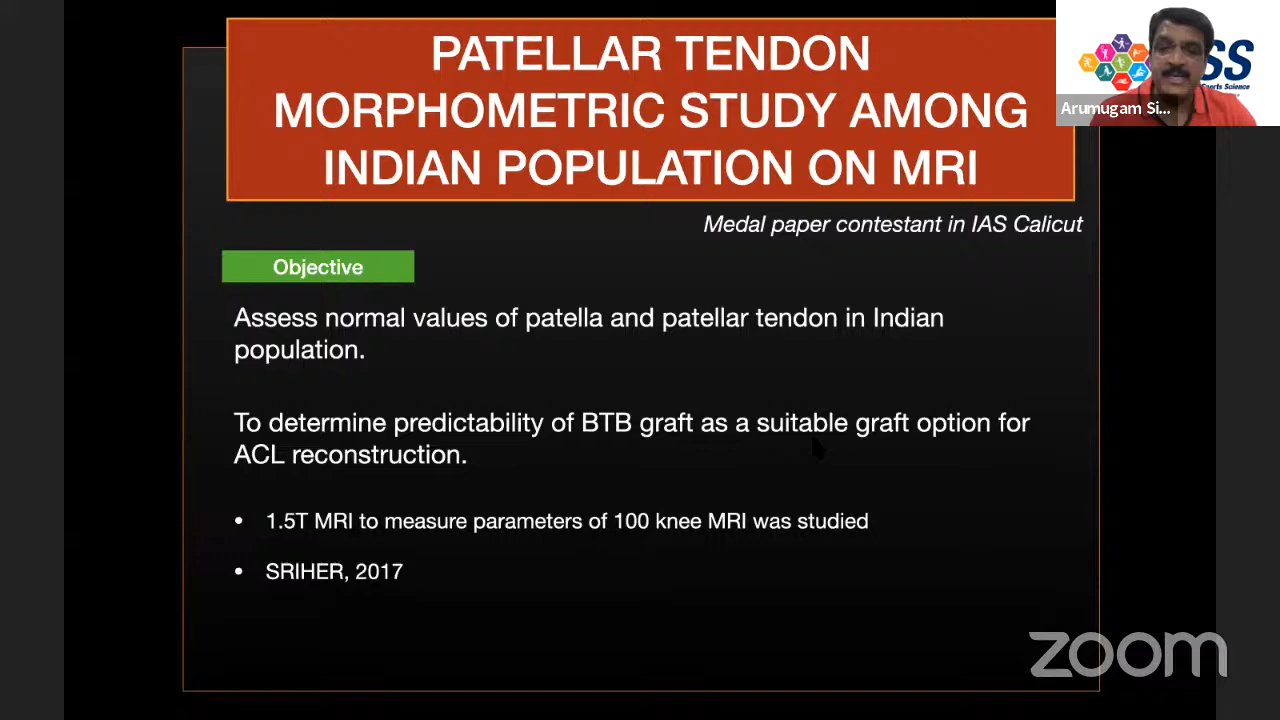 PATELLAR TENDON
MORPHOMETRIC STUDY AMONG
INDIAN POPULATION ON MRI
SS
ports Science
Arumugam Si...
Medal paper contestant in IAS Calicut
Objective
Assess normal values of patella and patellar tendon in Indian
population.
To determine predictability of BTB graft as a suitable graft option for
ACL reconstruction.
• 1.5T MRI to measure parameters of 100 knee MRI was studied
• SRIHER, 2017
zoom